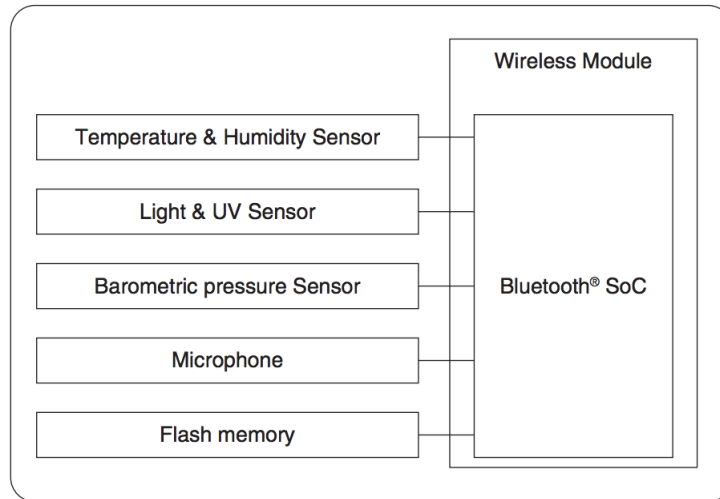 Wireless Module
Temperature & Humidity Sensor
Light & UV Sensor
Barometric pressure Sensor
Bluetooth® SoC
Microphone
Flash memory